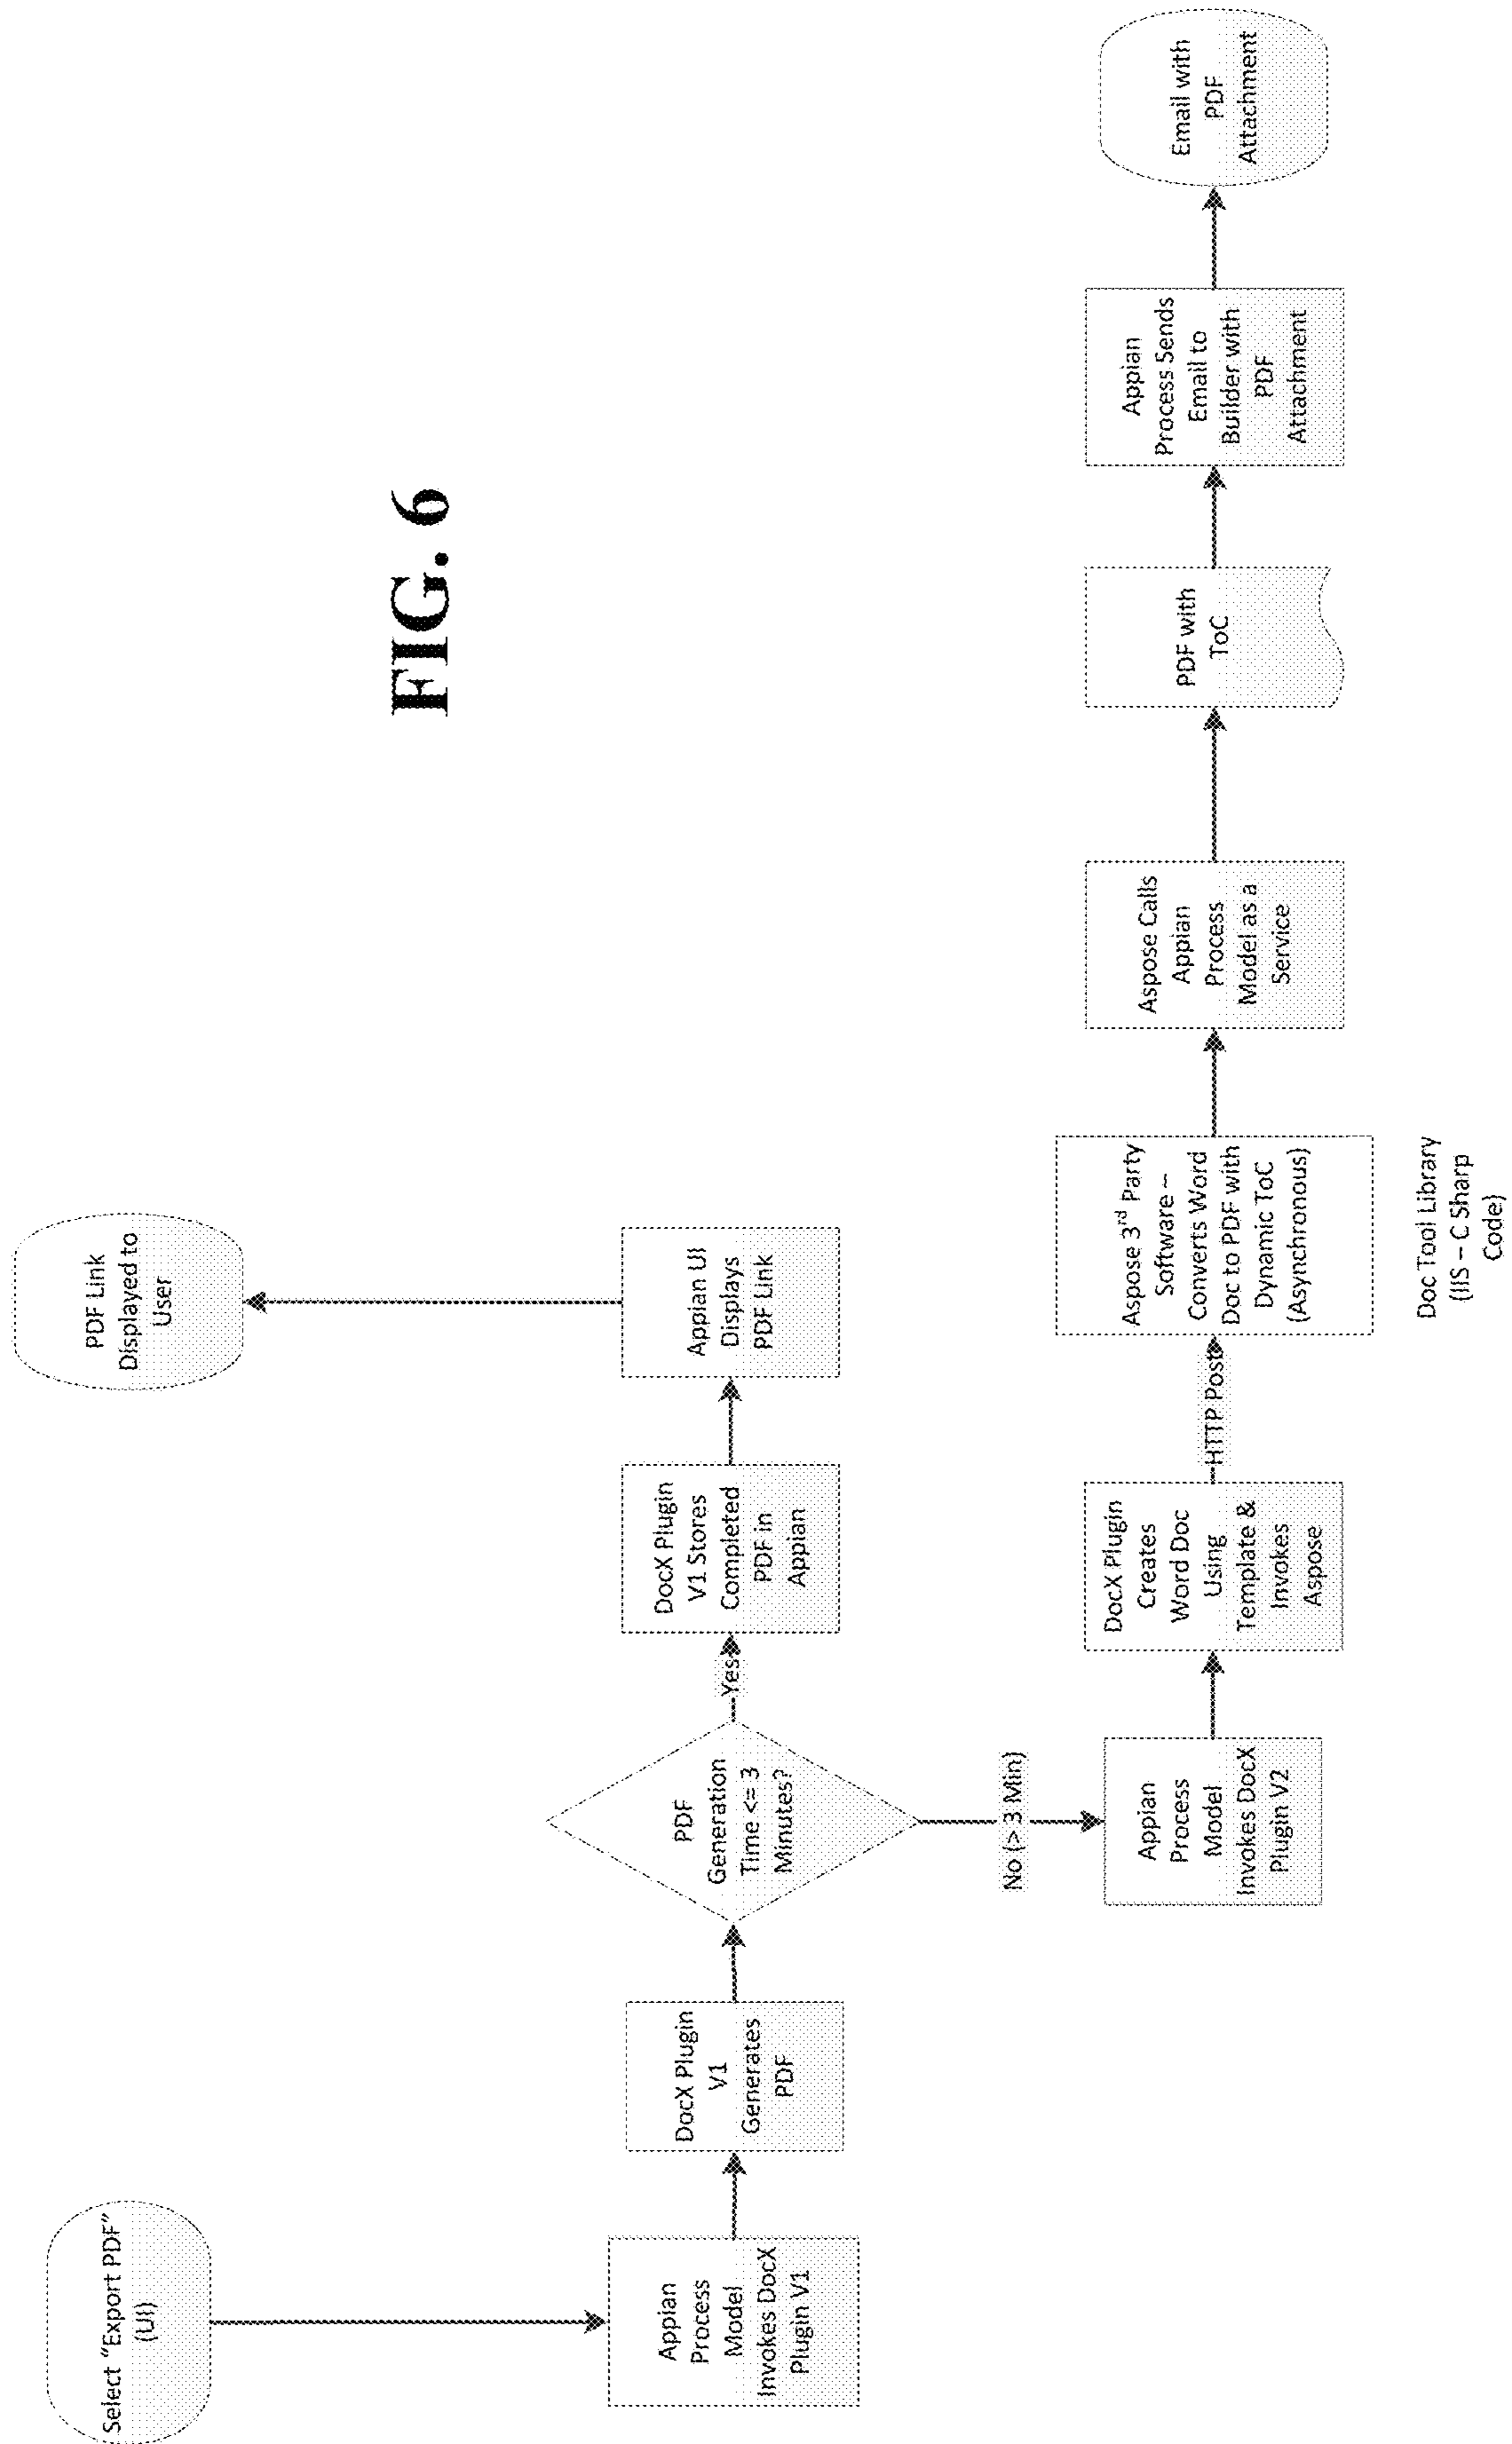 Select "Export PDF"
(UI)
PDF Link
Displayed to
User
FIG. 6
Appian
Process
Model
Invokes DocX
Plugin V1
DocX Plugin
V1
Generates
PDF
PDF
Generation
Time <= 3
Minutes?
Yes
DocX Plugin
V1 Stores
Completed
PDF in
Appian
Appian UI
Displays
PDF Link
No (> 3 Min)
Appian
Process
Model
Invokes DocX
Plugin V2
DocX Plugin
Creates
Word Doc
Using
Template &
Invokes
Aspose
HTTP Post
Aspose 3rd Party
Software –
Converts Word
Doc to PDF with
Dynamic ToC
(Asynchronous)
Aspose Calls
Appian
Process
Model as a
Service
PDF with
ToC
Appian
Process Sends
Email to
Builder with
PDF
Attachment
Email with
PDF
Attachment
Doc Tool Library
(IIS – C Sharp
Code)